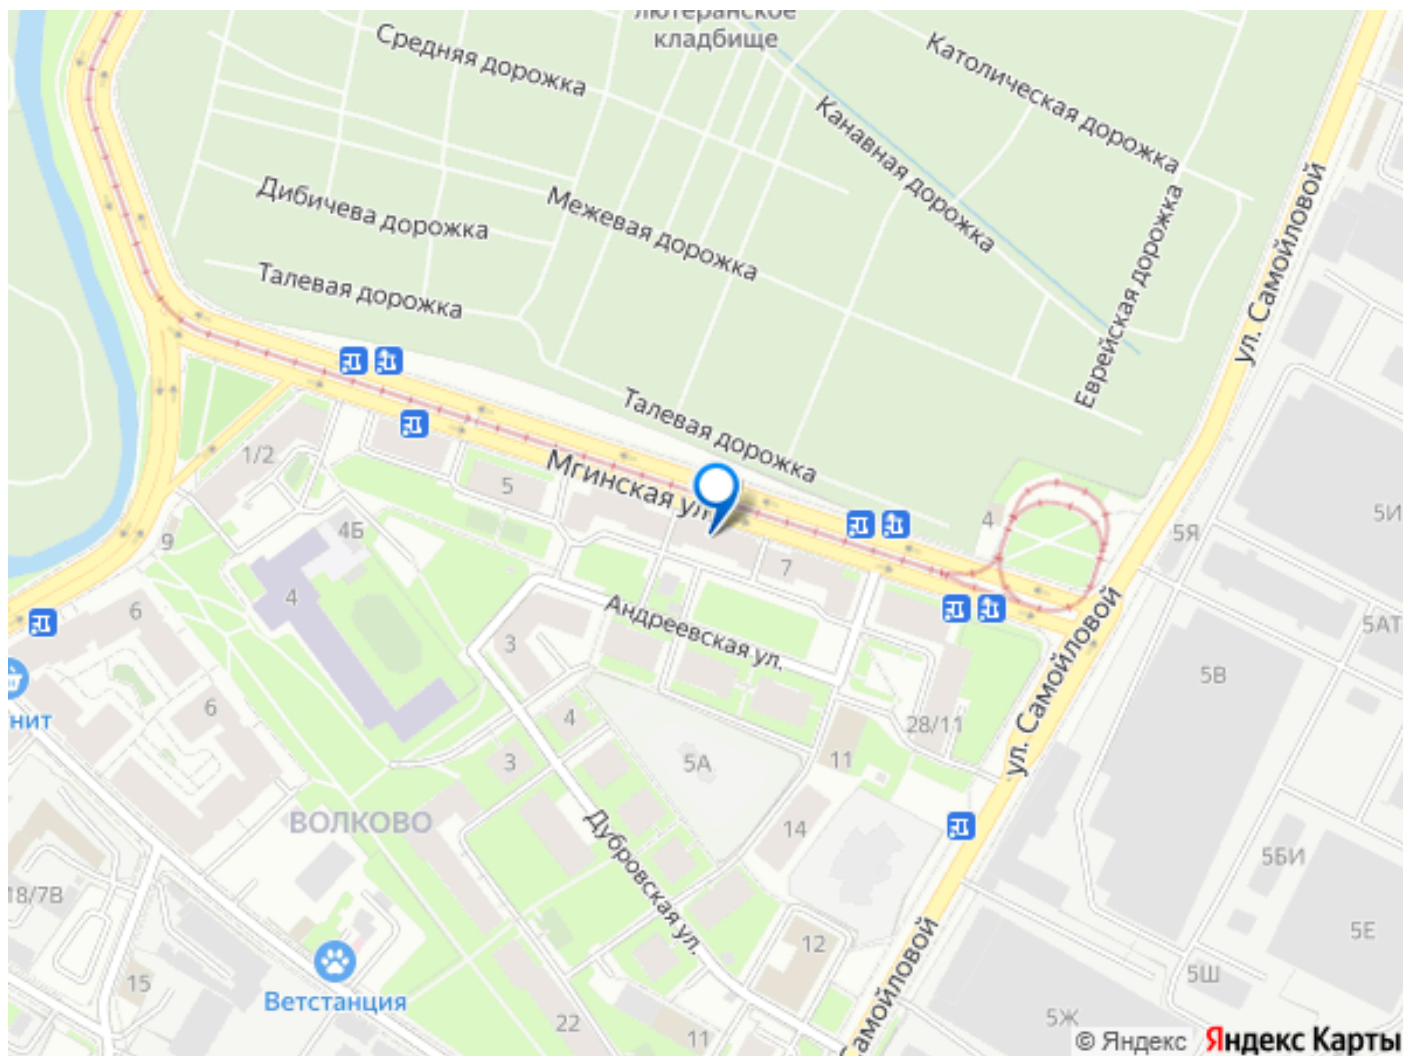 лютеранское
кладбище
Средняя дорожка
Католическая дорожка
Канавная дорожка
Дибичева дорожка
Межевая дорожка
Еврейская дорожка
ул. Самойловой
Талевая дорожка
Талевая дорожка
1/2
5
Мгинская ул.
4
5И
5Я
9
4Б
7
4
6
Андреевская ул.
5АТ
3
5В
ул. Самойловой
нит
6
4
28/11
3
5А
11
ВОЛКОВО
14
Дубровская ул.
5БИ
18/7В
12
5Е
15
Ветстанция
5Ш
22
11
Самойловой
5Ж
© Яндекс Яндекс Карты